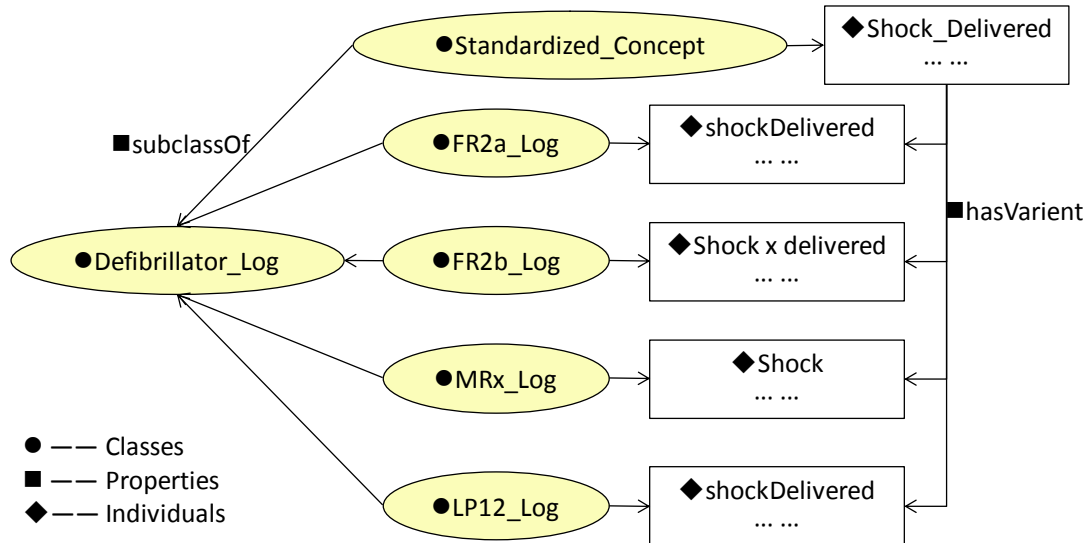 ●Standardized_Concept
◆Shock_Delivered
... ...
■subclassOf
●FR2a_Log
◆shockDelivered
... ...
■hasVarient
●Defibrillator_Log
●FR2b_Log
◆Shock x delivered
... ...
●MRx_Log
◆Shock
... ...
● —— Classes
■ —— Properties
◆ —— Individuals
●LP12_Log
◆shockDelivered
... ...